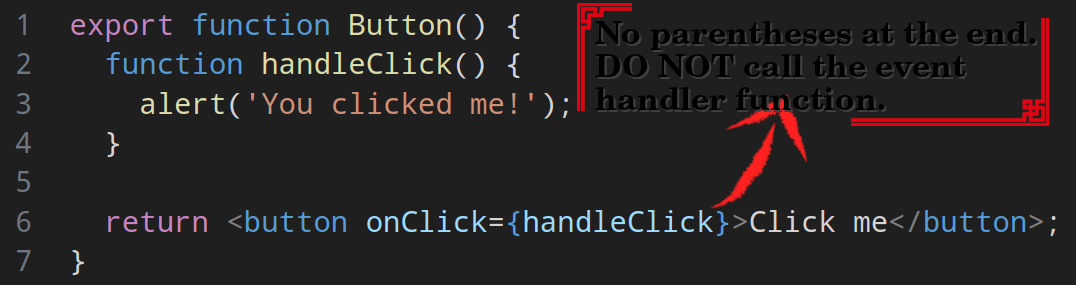 1 export function Button() {
2 function handleClick() {
3 alert('You clicked me!');
4 }
5
6 return <button onClick={handleClick}>Click me</button>;
7 }
No parentheses at the end.
DO NOT call the event
handler function.